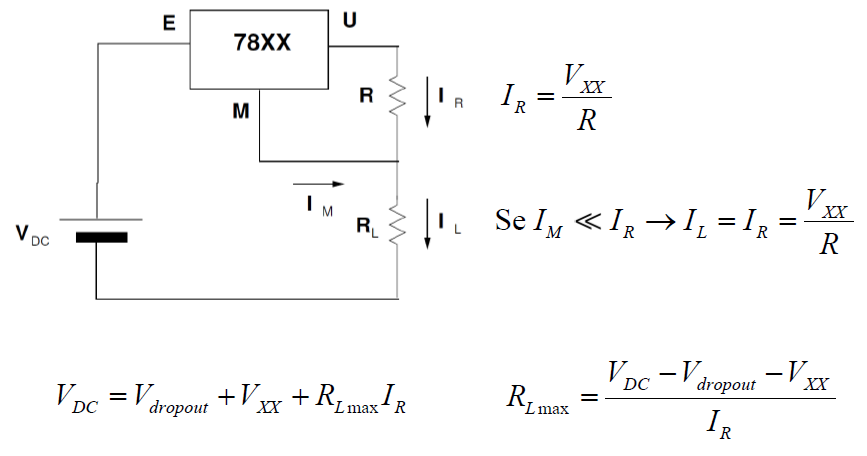 E
U
78XX
M
R
I R
I M
R L
I L
V DC
I_R = V_XX / R
Se I_M ≪ I_R → I_L = I_R = V_XX / R
V_DC = V_dropout + V_XX + R_Lmax I_R
R_Lmax = (V_DC − V_dropout − V_XX) / I_R